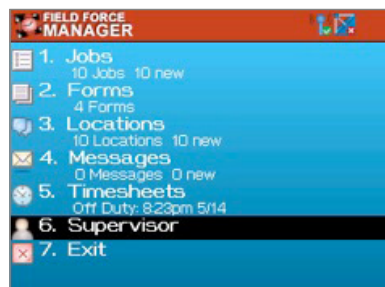 FIELD FORCE
MANAGER
1. Jobs
10 Jobs 10 new
2. Forms
4 Forms
3. Locations
10 Locations 10 new
4. Messages
0 Messages 0 new
5. Timesheets
Off Duty: 8:23pm 5/14
6. Supervisor
7. Exit